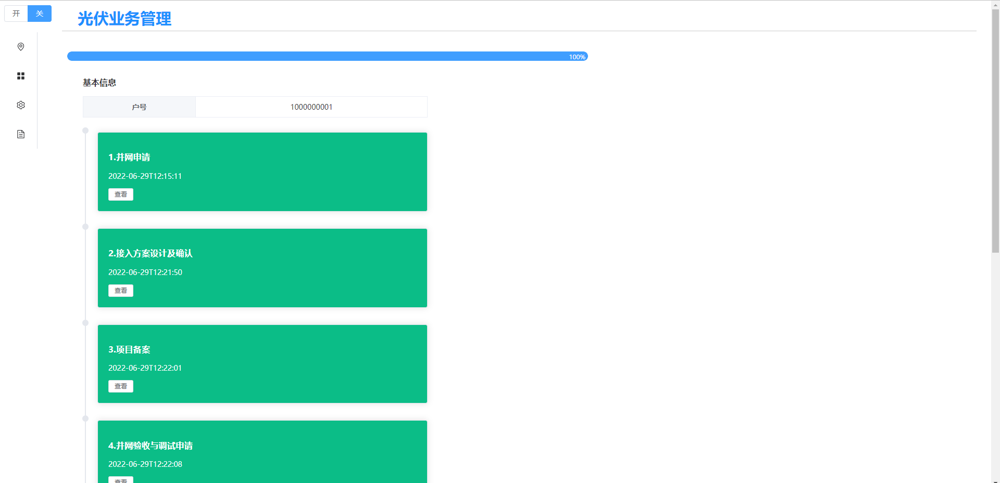 开 关
光伏业务管理
100%
基本信息
户号 1000000001
1.并网申请
2022-06-29T12:15:11
查看
2.接入方案设计及确认
2022-06-29T12:21:50
查看
3.项目备案
2022-06-29T12:22:01
查看
4.并网验收与调试申请
2022-06-29T12:22:08
查看